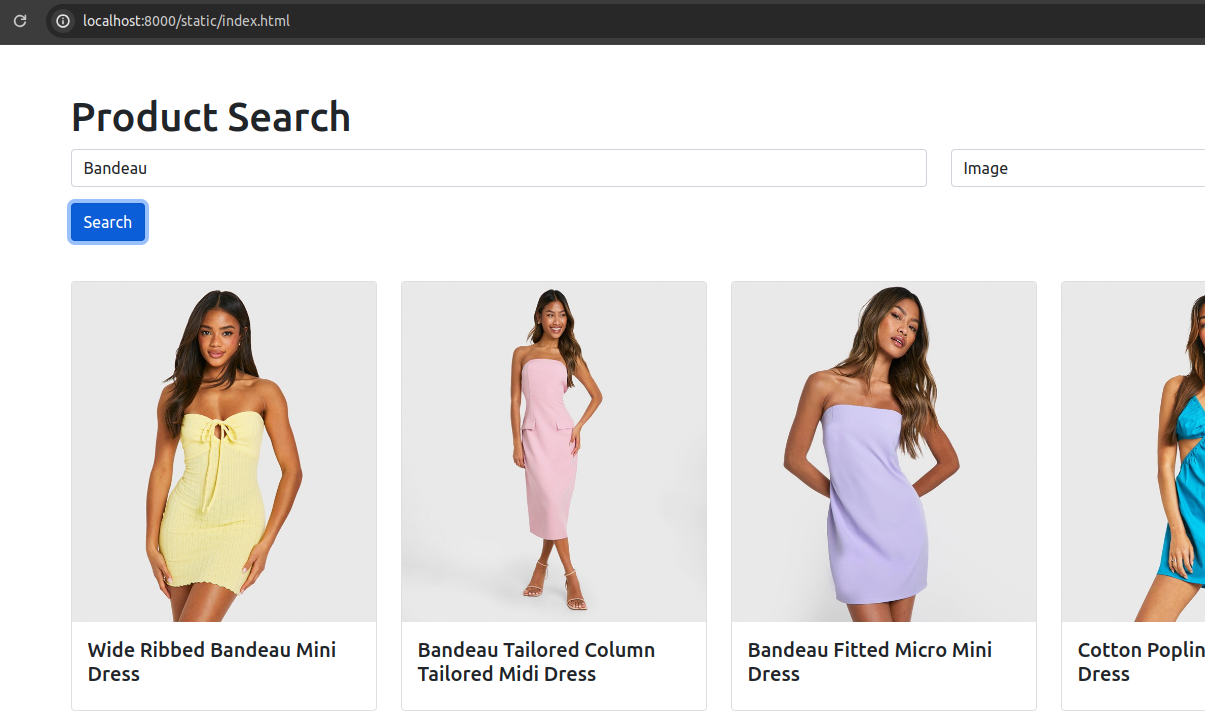 localhost:8000/static/index.html
Product Search
Bandeau
Image
Search
Wide Ribbed Bandeau Mini
Dress
Bandeau Tailored Column
Tailored Midi Dress
Bandeau Fitted Micro Mini
Dress
Cotton Poplin
Dress